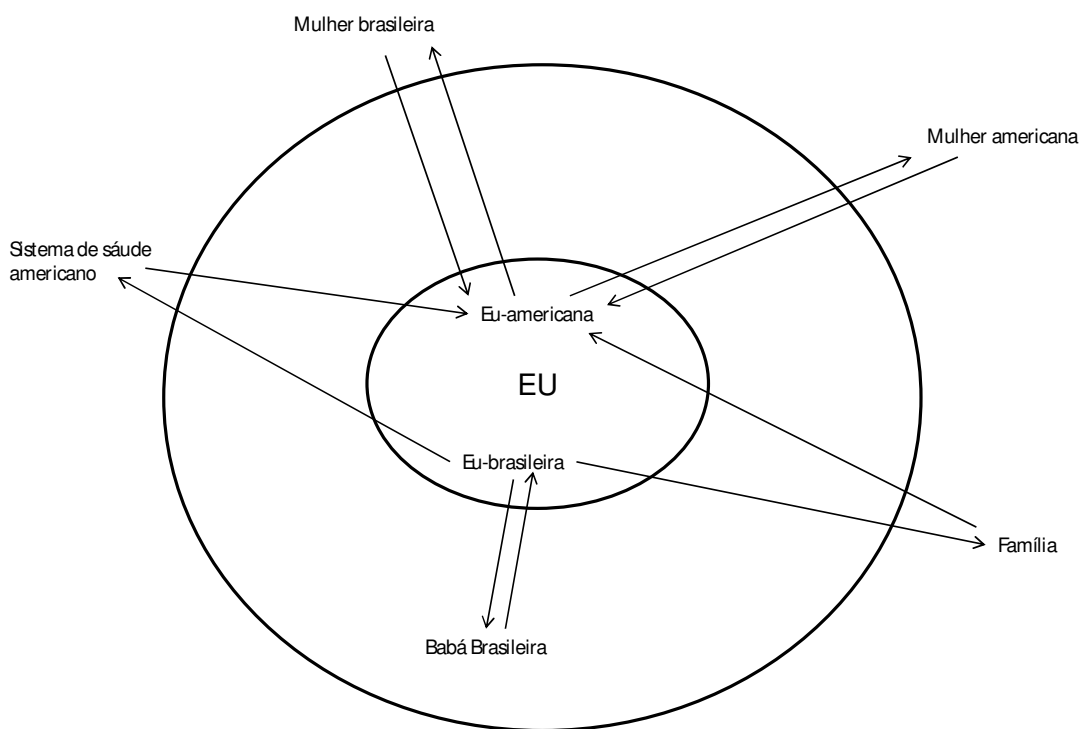 Mulher brasileira
Mulher americana
Sistema de sáude
americano
Eu-americana
EU
Eu-brasileira
Família
Babá Brasileira